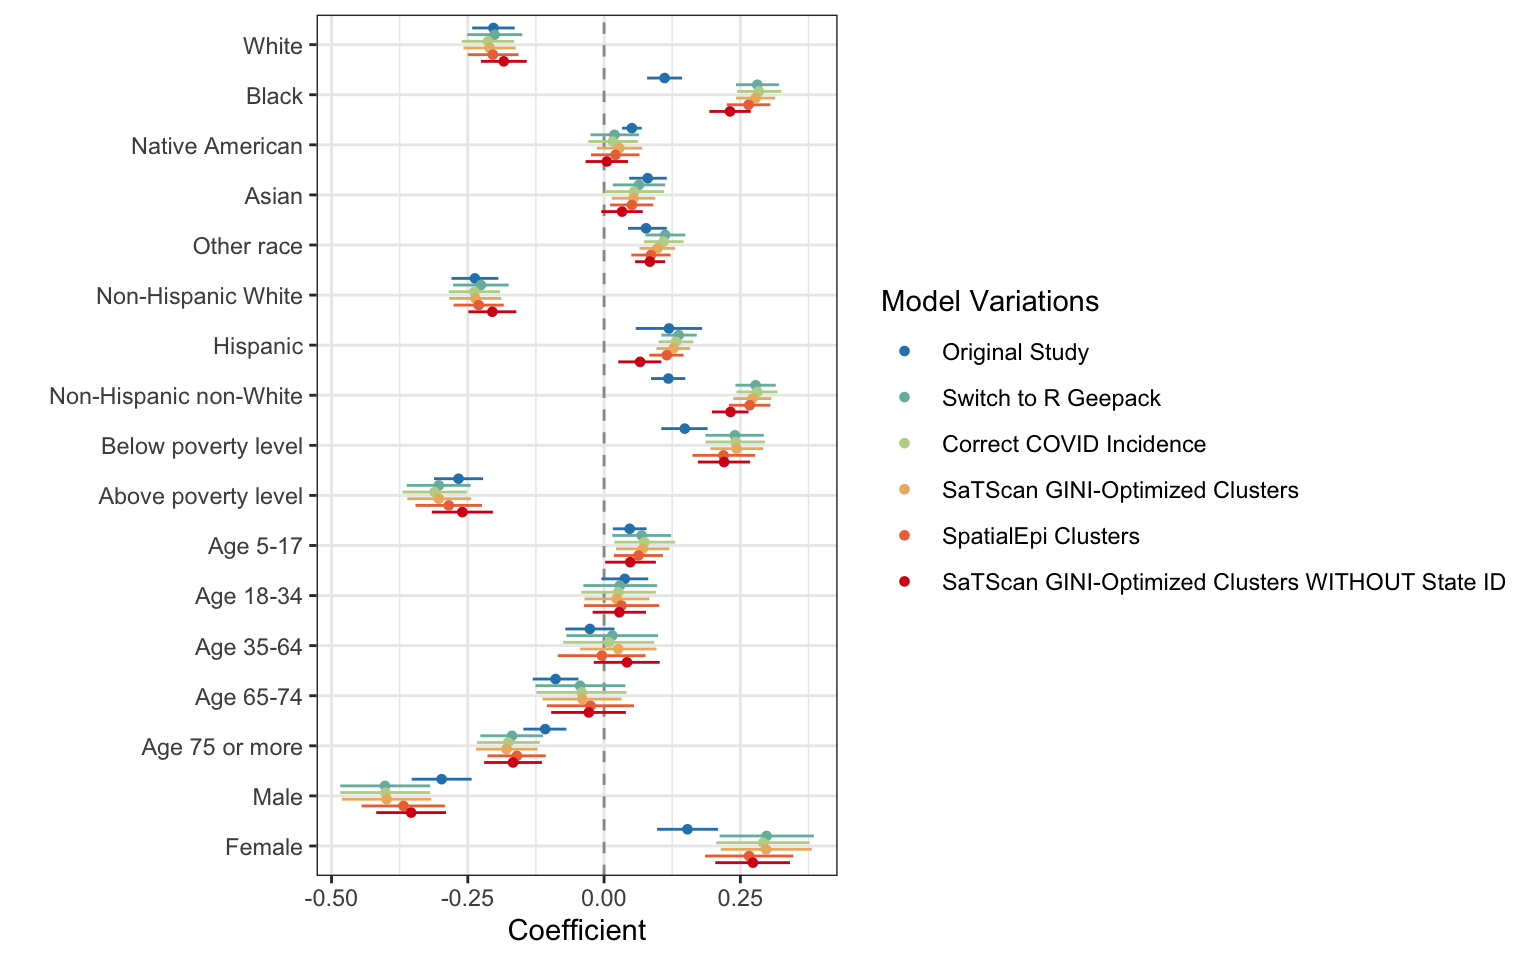 White
Black
Native American
Asian
Other race
Non-Hispanic White
Hispanic
Non-Hispanic non-White
Below poverty level
Above poverty level
Age 5-17
Age 18-34
Age 35-64
Age 65-74
Age 75 or more
Male
Female
-0.50 -0.25 0.00 0.25
Coefficient
Model Variations
Original Study
Switch to R Geepack
Correct COVID Incidence
SaTScan GINI-Optimized Clusters
SpatialEpi Clusters
SaTScan GINI-Optimized Clusters WITHOUT State ID